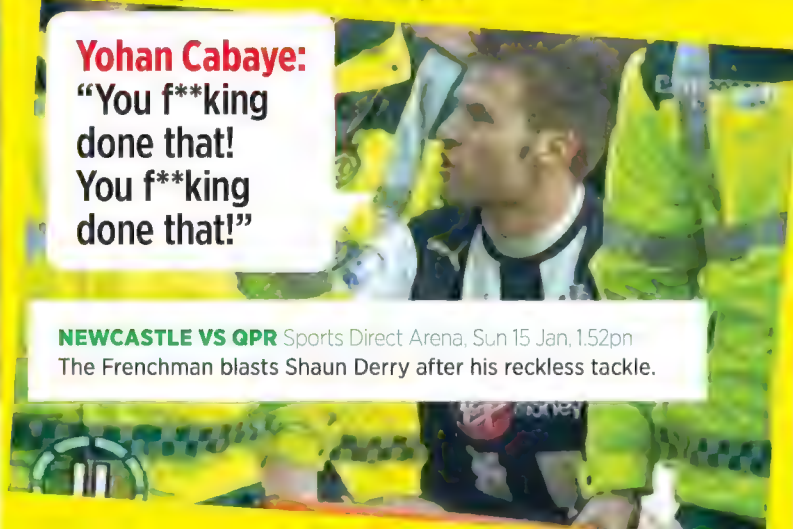 Yohan Cabaye:
“You f**king
done that!
You f**king
done that!”
NEWCASTLE VS QPR Sports Direct Arena, Sun 15 Jan, 1.52pm
The Frenchman blasts Shaun Derry after his reckless tackle.
money